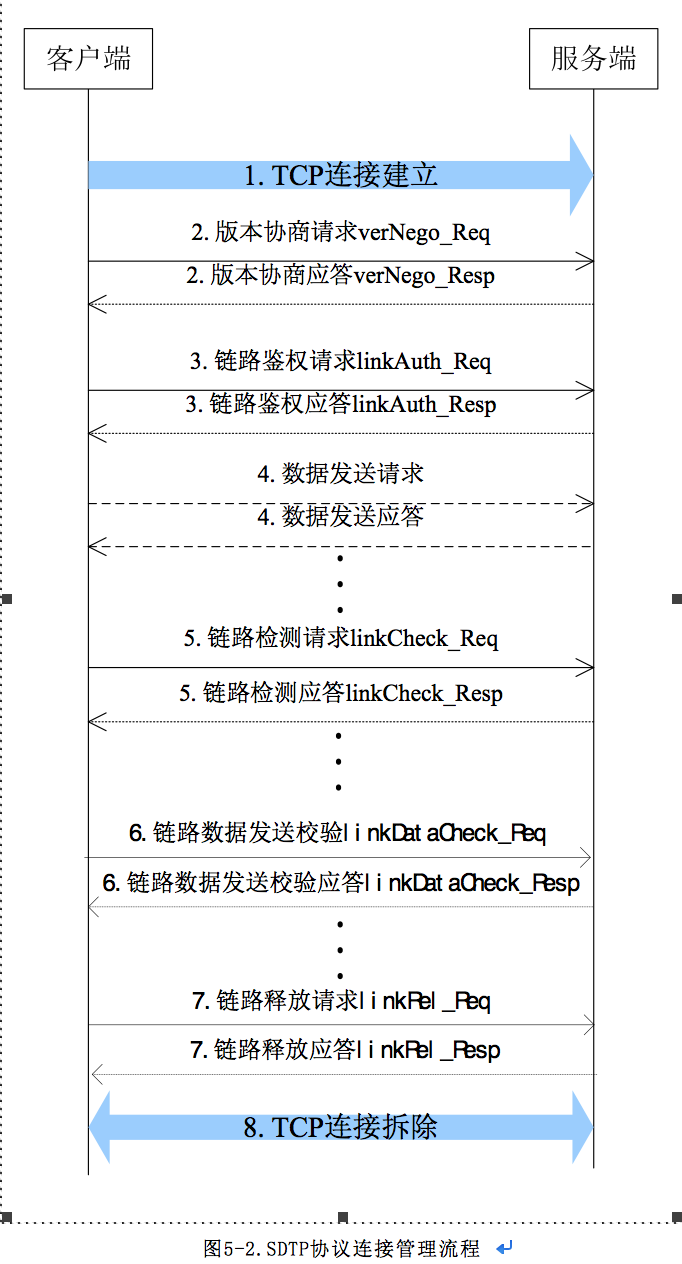 客户端
服务端
1. TCP连接建立
2. 版本协商请求verNego_Req
2. 版本协商应答verNego_Resp
3. 链路鉴权请求linkAuth_Req
3. 链路鉴权应答linkAuth_Resp
4. 数据发送请求
4. 数据发送应答
5. 链路检测请求linkCheck_Req
5. 链路检测应答linkCheck_Resp
6. 链路数据发送校验linkDataCheck_Req
6. 链路数据发送校验应答linkDataCheck_Resp
7. 链路释放请求linkRel_Req
7. 链路释放应答linkRel_Resp
8. TCP连接拆除
图5-2.SDTP协议连接管理流程